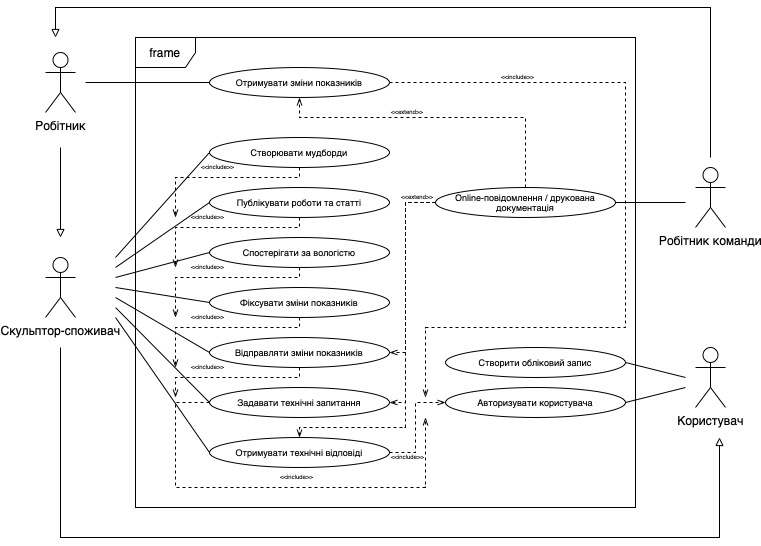 frame
Отримувати зміни показників
<<include>>
Робітник
<<extend>>
Створювати мудборди
<<include>>
Публікувати роботи та статті
<<extend>>
Online-повідомлення / друкована
документація
<<include>>
Робітник команди
Спостерігати за вологістю
<<include>>
Фіксувати зміни показників
<<include>>
Скульптор-споживач
Відправляти зміни показників
<<include>>
Створити обліковий запис
Задавати технічні запитання
Авторизувати користувача
Користувач
Отримувати технічні відповіді
<<include>>
<<include>>